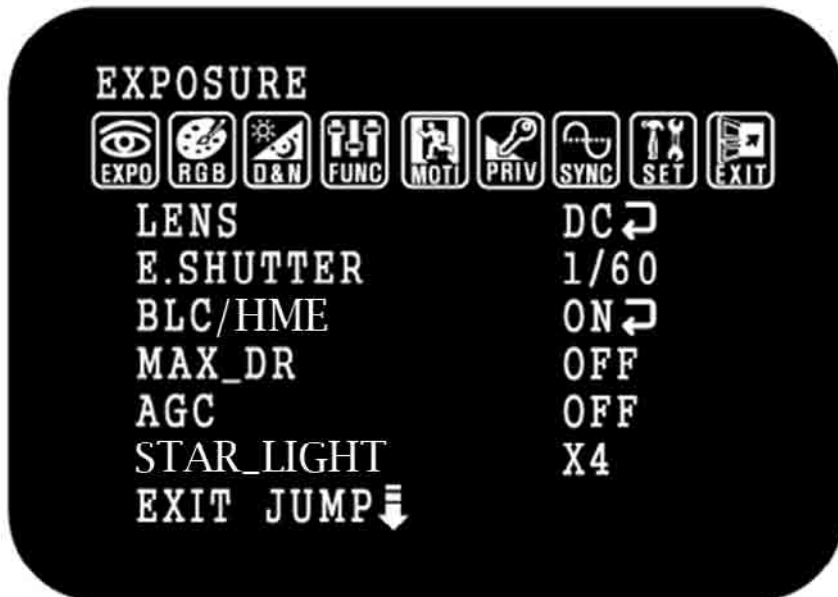 EXPOSURE
EXPO RGB D&N FUNC MOTI PRIV SYNC SET EXIT
LENS DC
E.SHUTTER 1/60
BLC/HME ON
MAX_DR OFF
AGC OFF
STAR_LIGHT X4
EXIT JUMP